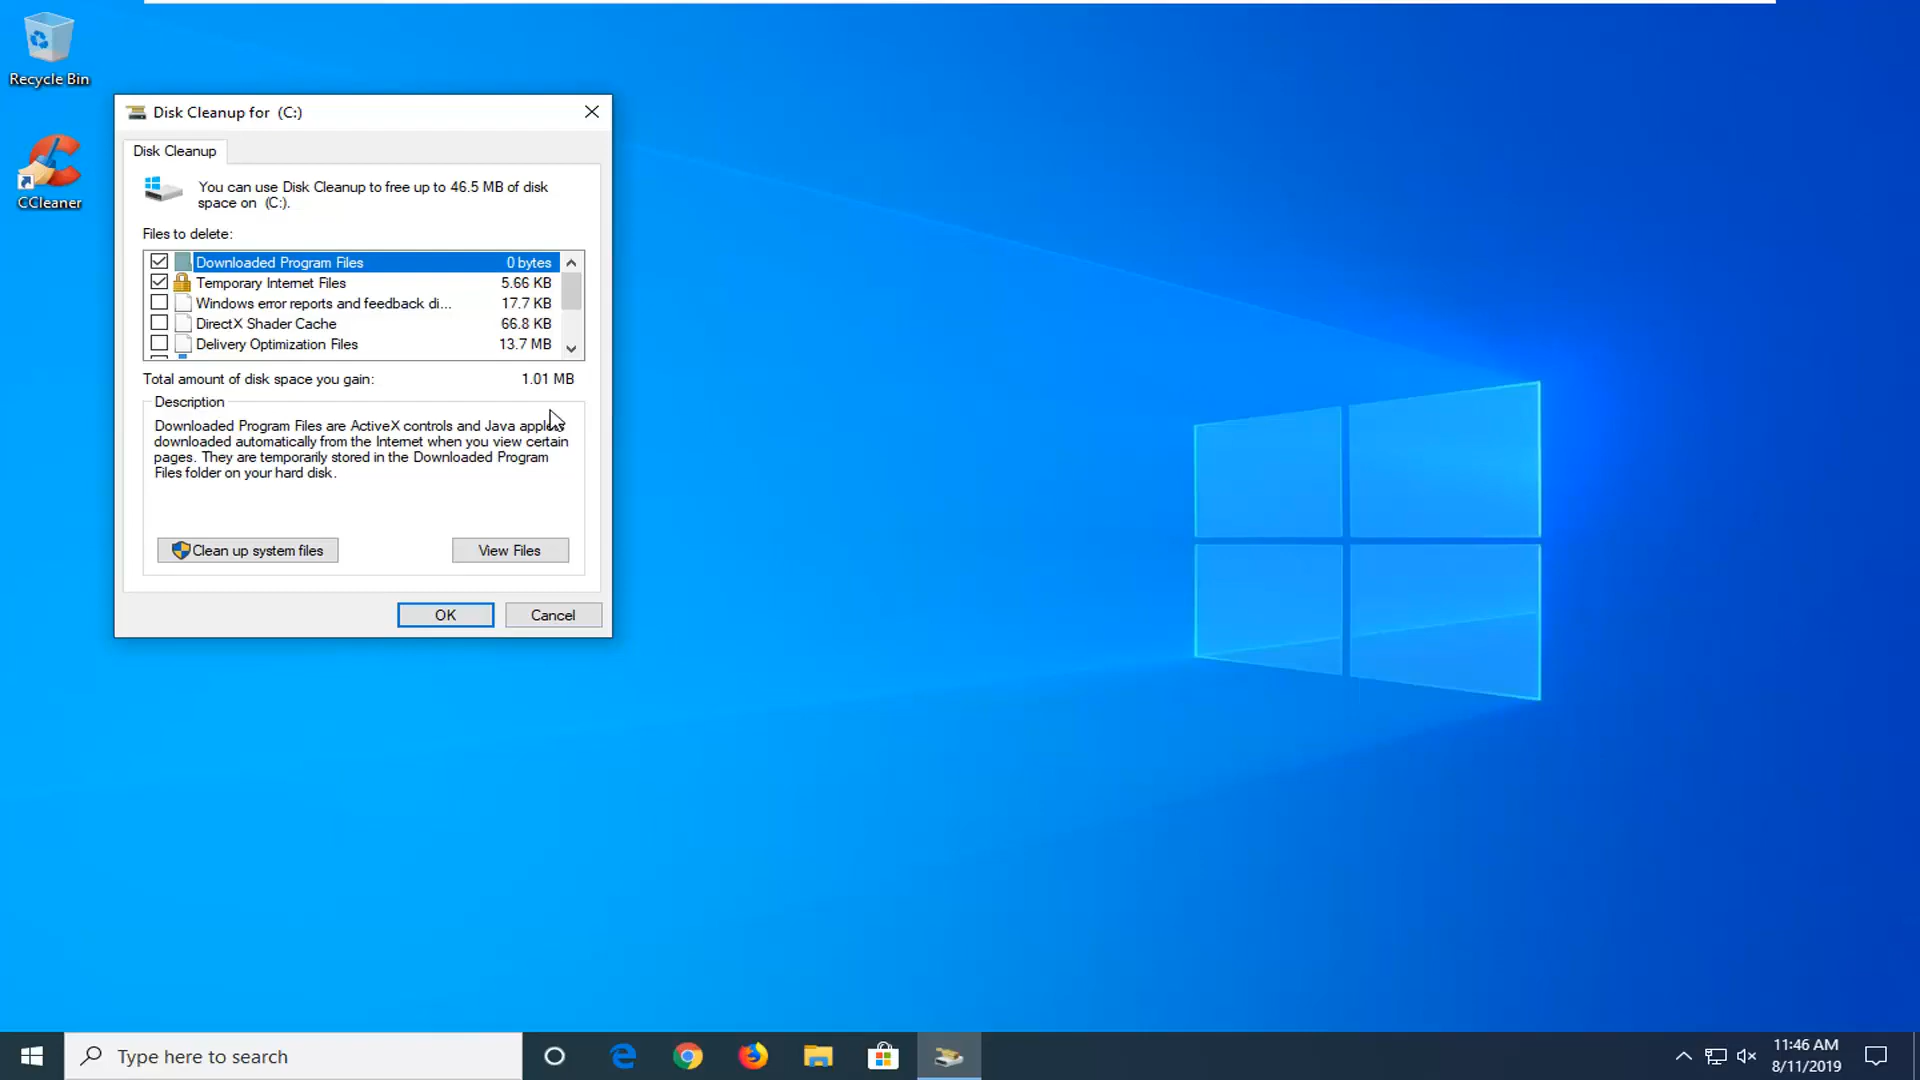 Recycle Bin
CCleaner
Disk Cleanup for  (C:)
Disk Cleanup
You can use Disk Cleanup to free up to 46.5 MB of disk
space on  (C:).
Files to delete:
Downloaded Program Files 0 bytes
Temporary Internet Files 5.66 KB
Windows error reports and feedback di... 17.7 KB
DirectX Shader Cache 66.8 KB
Delivery Optimization Files 13.7 MB
Total amount of disk space you gain: 1.01 MB
Description
Downloaded Program Files are ActiveX controls and Java applets
downloaded automatically from the Internet when you view certain
pages. They are temporarily stored in the Downloaded Program
Files folder on your hard disk.
Clean up system files
View Files
OK
Cancel
Type here to search
11:46 AM
8/11/2019